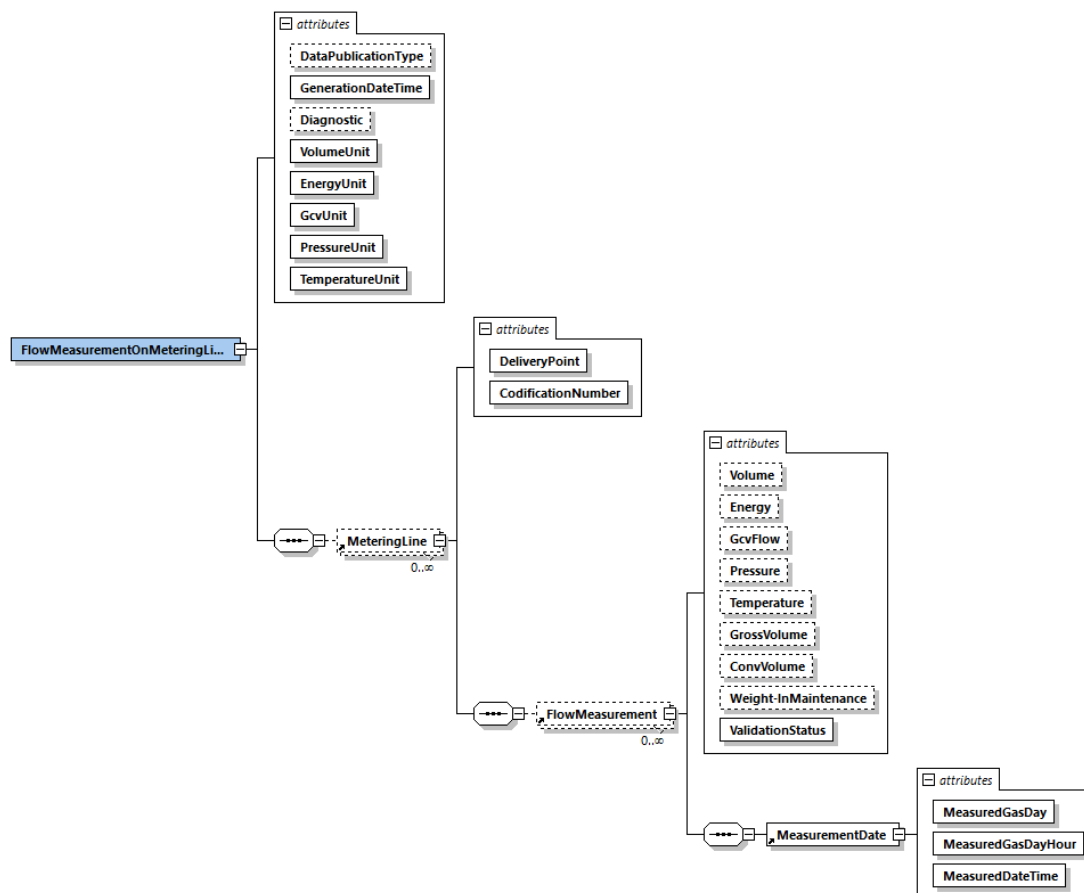 attributes
DataPublicationType
GenerationDateTime
Diagnostic
VolumeUnit
EnergyUnit
GcvUnit
PressureUnit
TemperatureUnit
FlowMeasurementOnMeteringLi...
attributes
DeliveryPoint
CodificationNumber
MeteringLine
0..∞
attributes
Volume
Energy
GcvFlow
Pressure
Temperature
GrossVolume
ConvVolume
Weight-InMaintenance
ValidationStatus
FlowMeasurement
0..∞
attributes
MeasuredGasDay
MeasuredGasDayHour
MeasuredDateTime
MeasurementDate